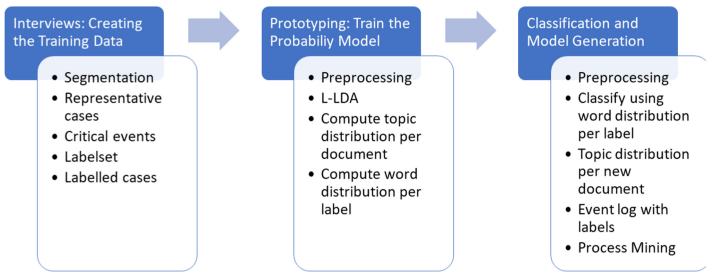 Interviews: Creating
the Training Data
• Segmentation
• Representative
cases
• Critical events
• Labelset
• Labelled cases
Prototyping: Train the
Probabiliy Model
• Preprocessing
• L-LDA
• Compute topic
distribution per
document
• Compute word
distribution per
label
Classification and
Model Generation
• Preprocessing
• Classify using
word distribution
per label
• Topic distribution
per new
document
• Event log with
labels
• Process Mining